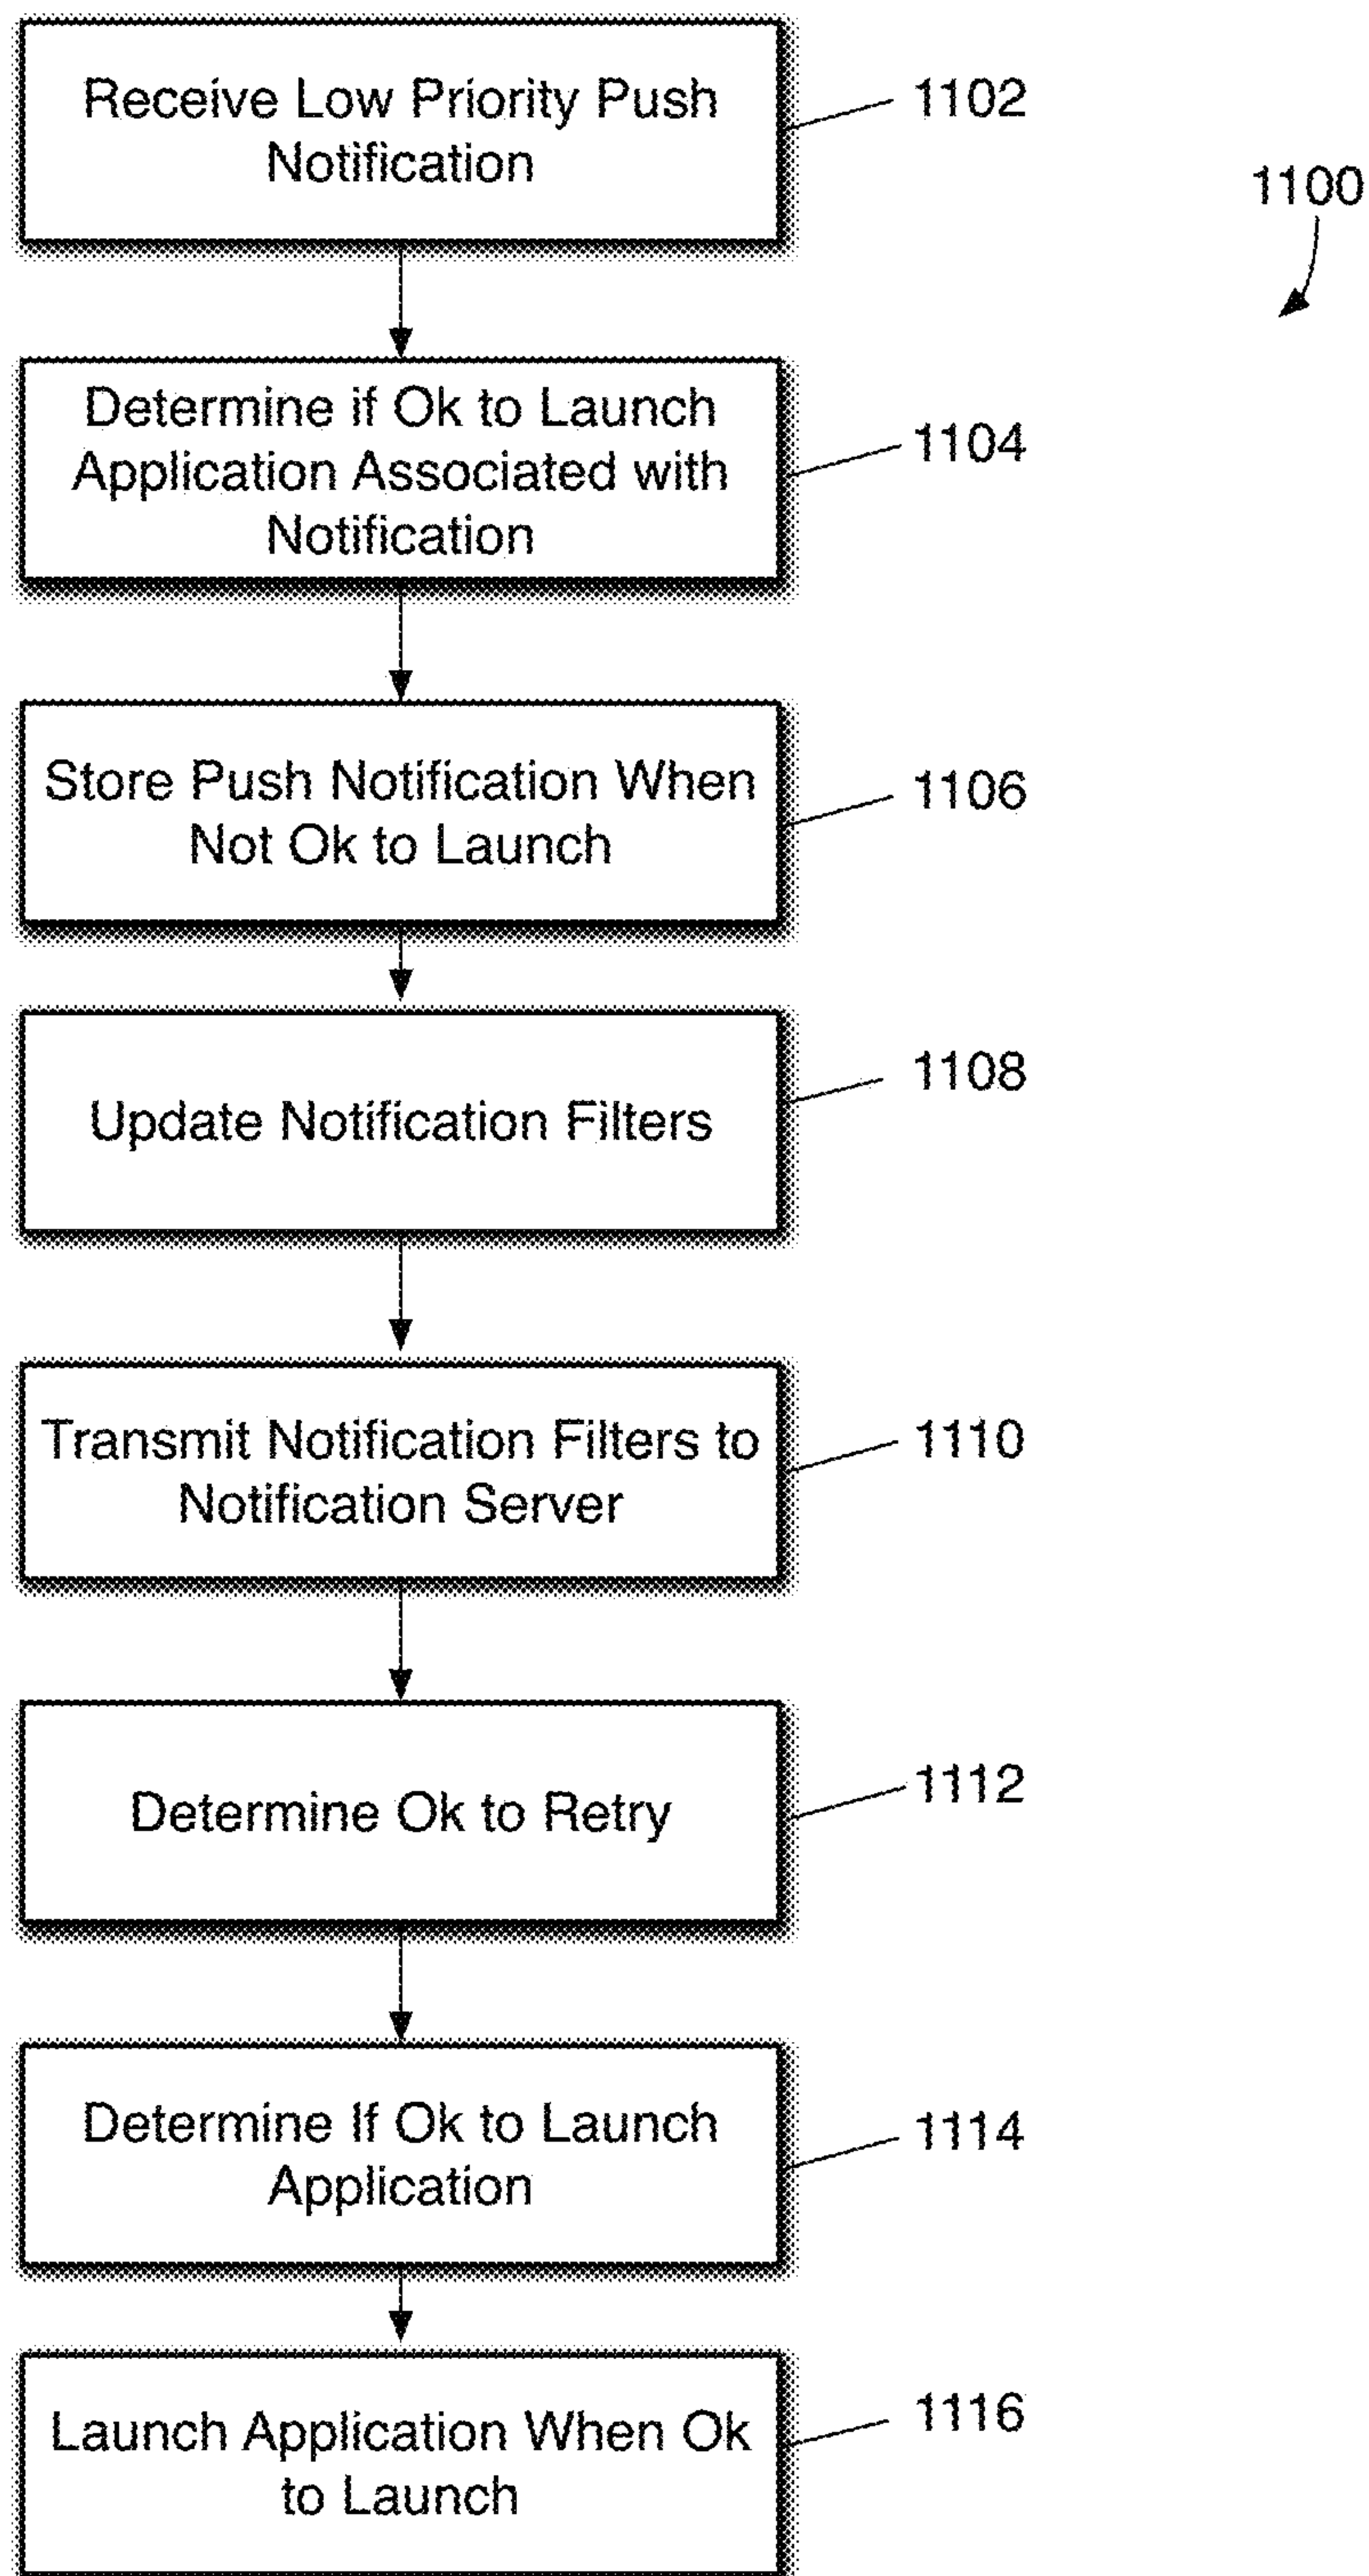 Receive Low Priority Push
Notification
1102
1100
Determine if Ok to Launch
Application Associated with
Notification
1104
Store Push Notification When
Not Ok to Launch
1106
Update Notification Filters
1108
Transmit Notification Filters to
Notification Server
1110
Determine Ok to Retry
1112
Determine If Ok to Launch
Application
1114
Launch Application When Ok
to Launch
1116